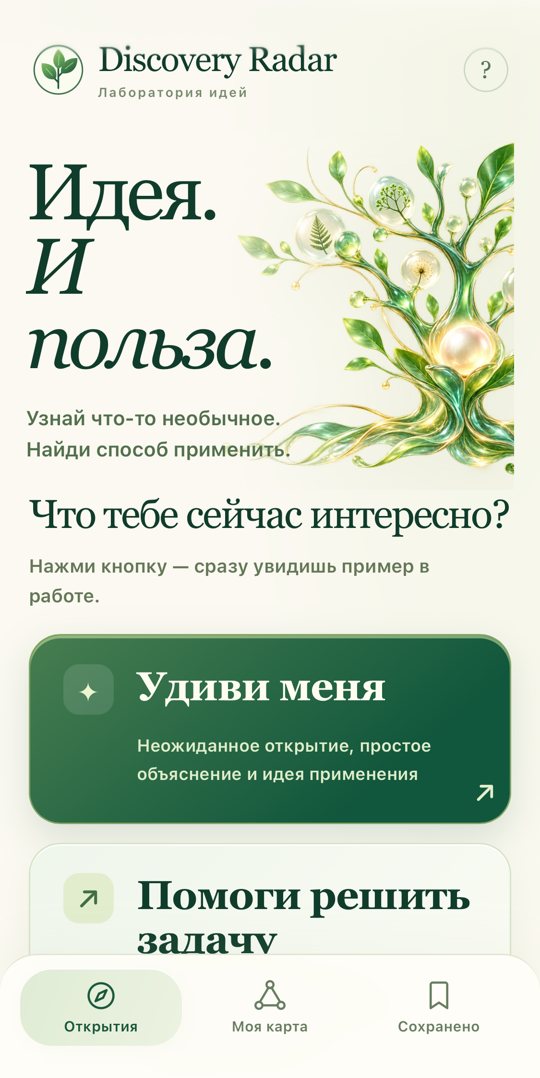 Discovery Radar
Лаборатория идей
?
Идея.
И
польза.
Узнай что-то необычное.
Найди способ применить.
Что тебе сейчас интересно?
Нажми кнопку — сразу увидишь пример в
работе.
Удиви меня
Неожиданное открытие, простое
объяснение и идея применения
Помоги решить
задачу
Открытия
Моя карта
Сохранено